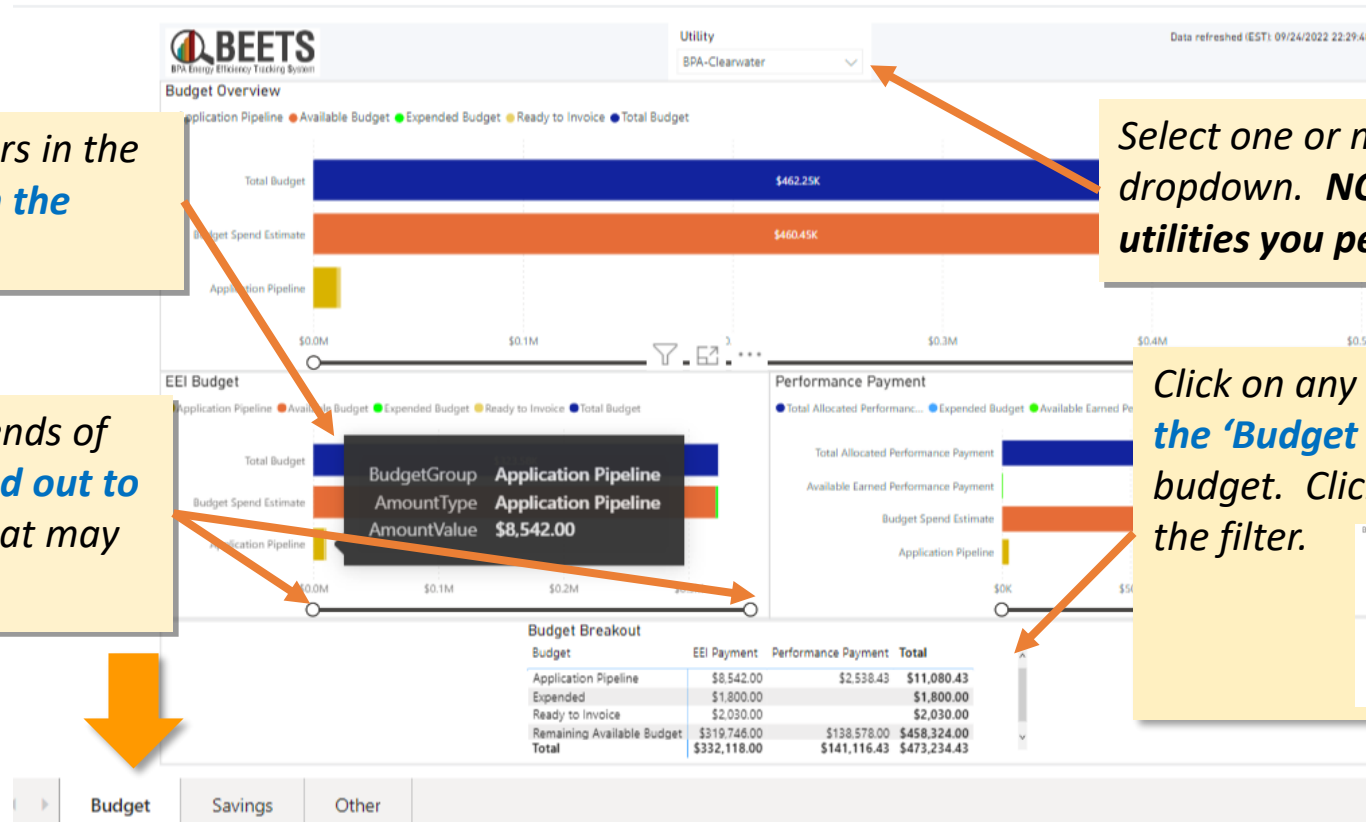 BEETS
BPA Energy Efficiency Tracking System
Utility
BPA-Clearwater
Data refreshed (EST): 09/24/2022 22:29:4
Budget Overview
pplication Pipeline Available Budget Expended Budget Ready to Invoice Total Budget
Total Budget
$462.25K
dget Spend Estimate
$460.45K
Application Pipeline
$0.0M $0.1M $0.3M $0.4M $0.5
rs in the
the
Select one or
dropdown. NO
utilities you pe
EEI Budget
Application Pipeline Available Budget Expended Budget Ready to Invoice Total Budget
Total Budget
Budget Spend Estimate
Application Pipeline
BudgetGroup Application Pipeline
AmountType Application Pipeline
AmountValue $8,542.00
$0.0M $0.1M $0.2M
Performance Payment
Total Allocated Performanc... Expended Budget Available Earned Pe
Total Allocated Performance Payment
Available Earned Performance Payment
Budget Spend Estimate
Application Pipeline
$0K $5
ends of
d out to
at may
Click on any
the ‘Budget
budget. Clic
the filter.
Budget Breakout
Budget EEI Payment Performance Payment Total
Application Pipeline $8,542.00 $2,538.43 $11,080.43
Expended $1,800.00 $1,800.00
Ready to Invoice $2,030.00 $2,030.00
Remaining Available Budget $319,746.00 $138,578.00 $458,324.00
Total $332,118.00 $141,116.43 $473,234.43
Budget Savings Other